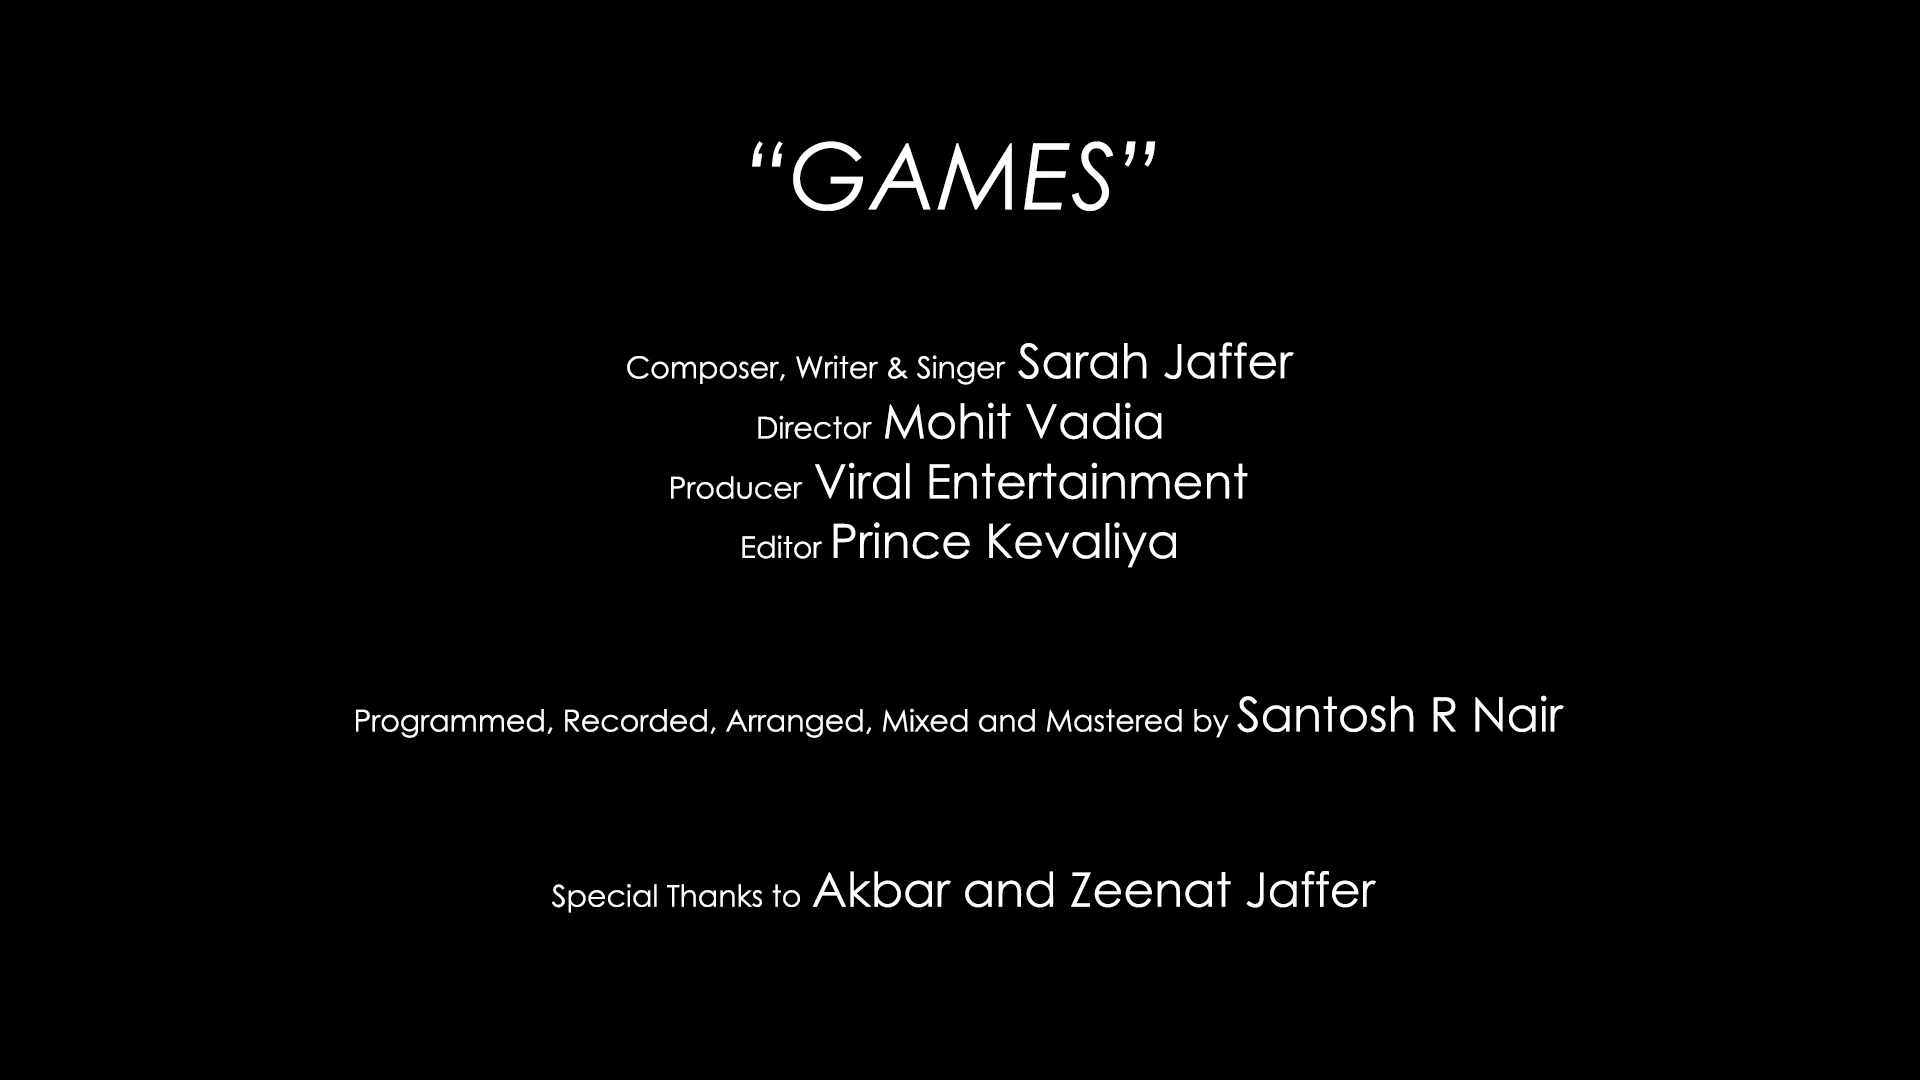 “GAMES”
Composer, Writer & Singer Sarah Jaffer
Director Mohit Vadia
Producer Viral Entertainment
Editor Prince Kevaliya
Programmed, Recorded, Arranged, Mixed and Mastered by Santosh R Nair
Special Thanks to Akbar and Zeenat Jaffer